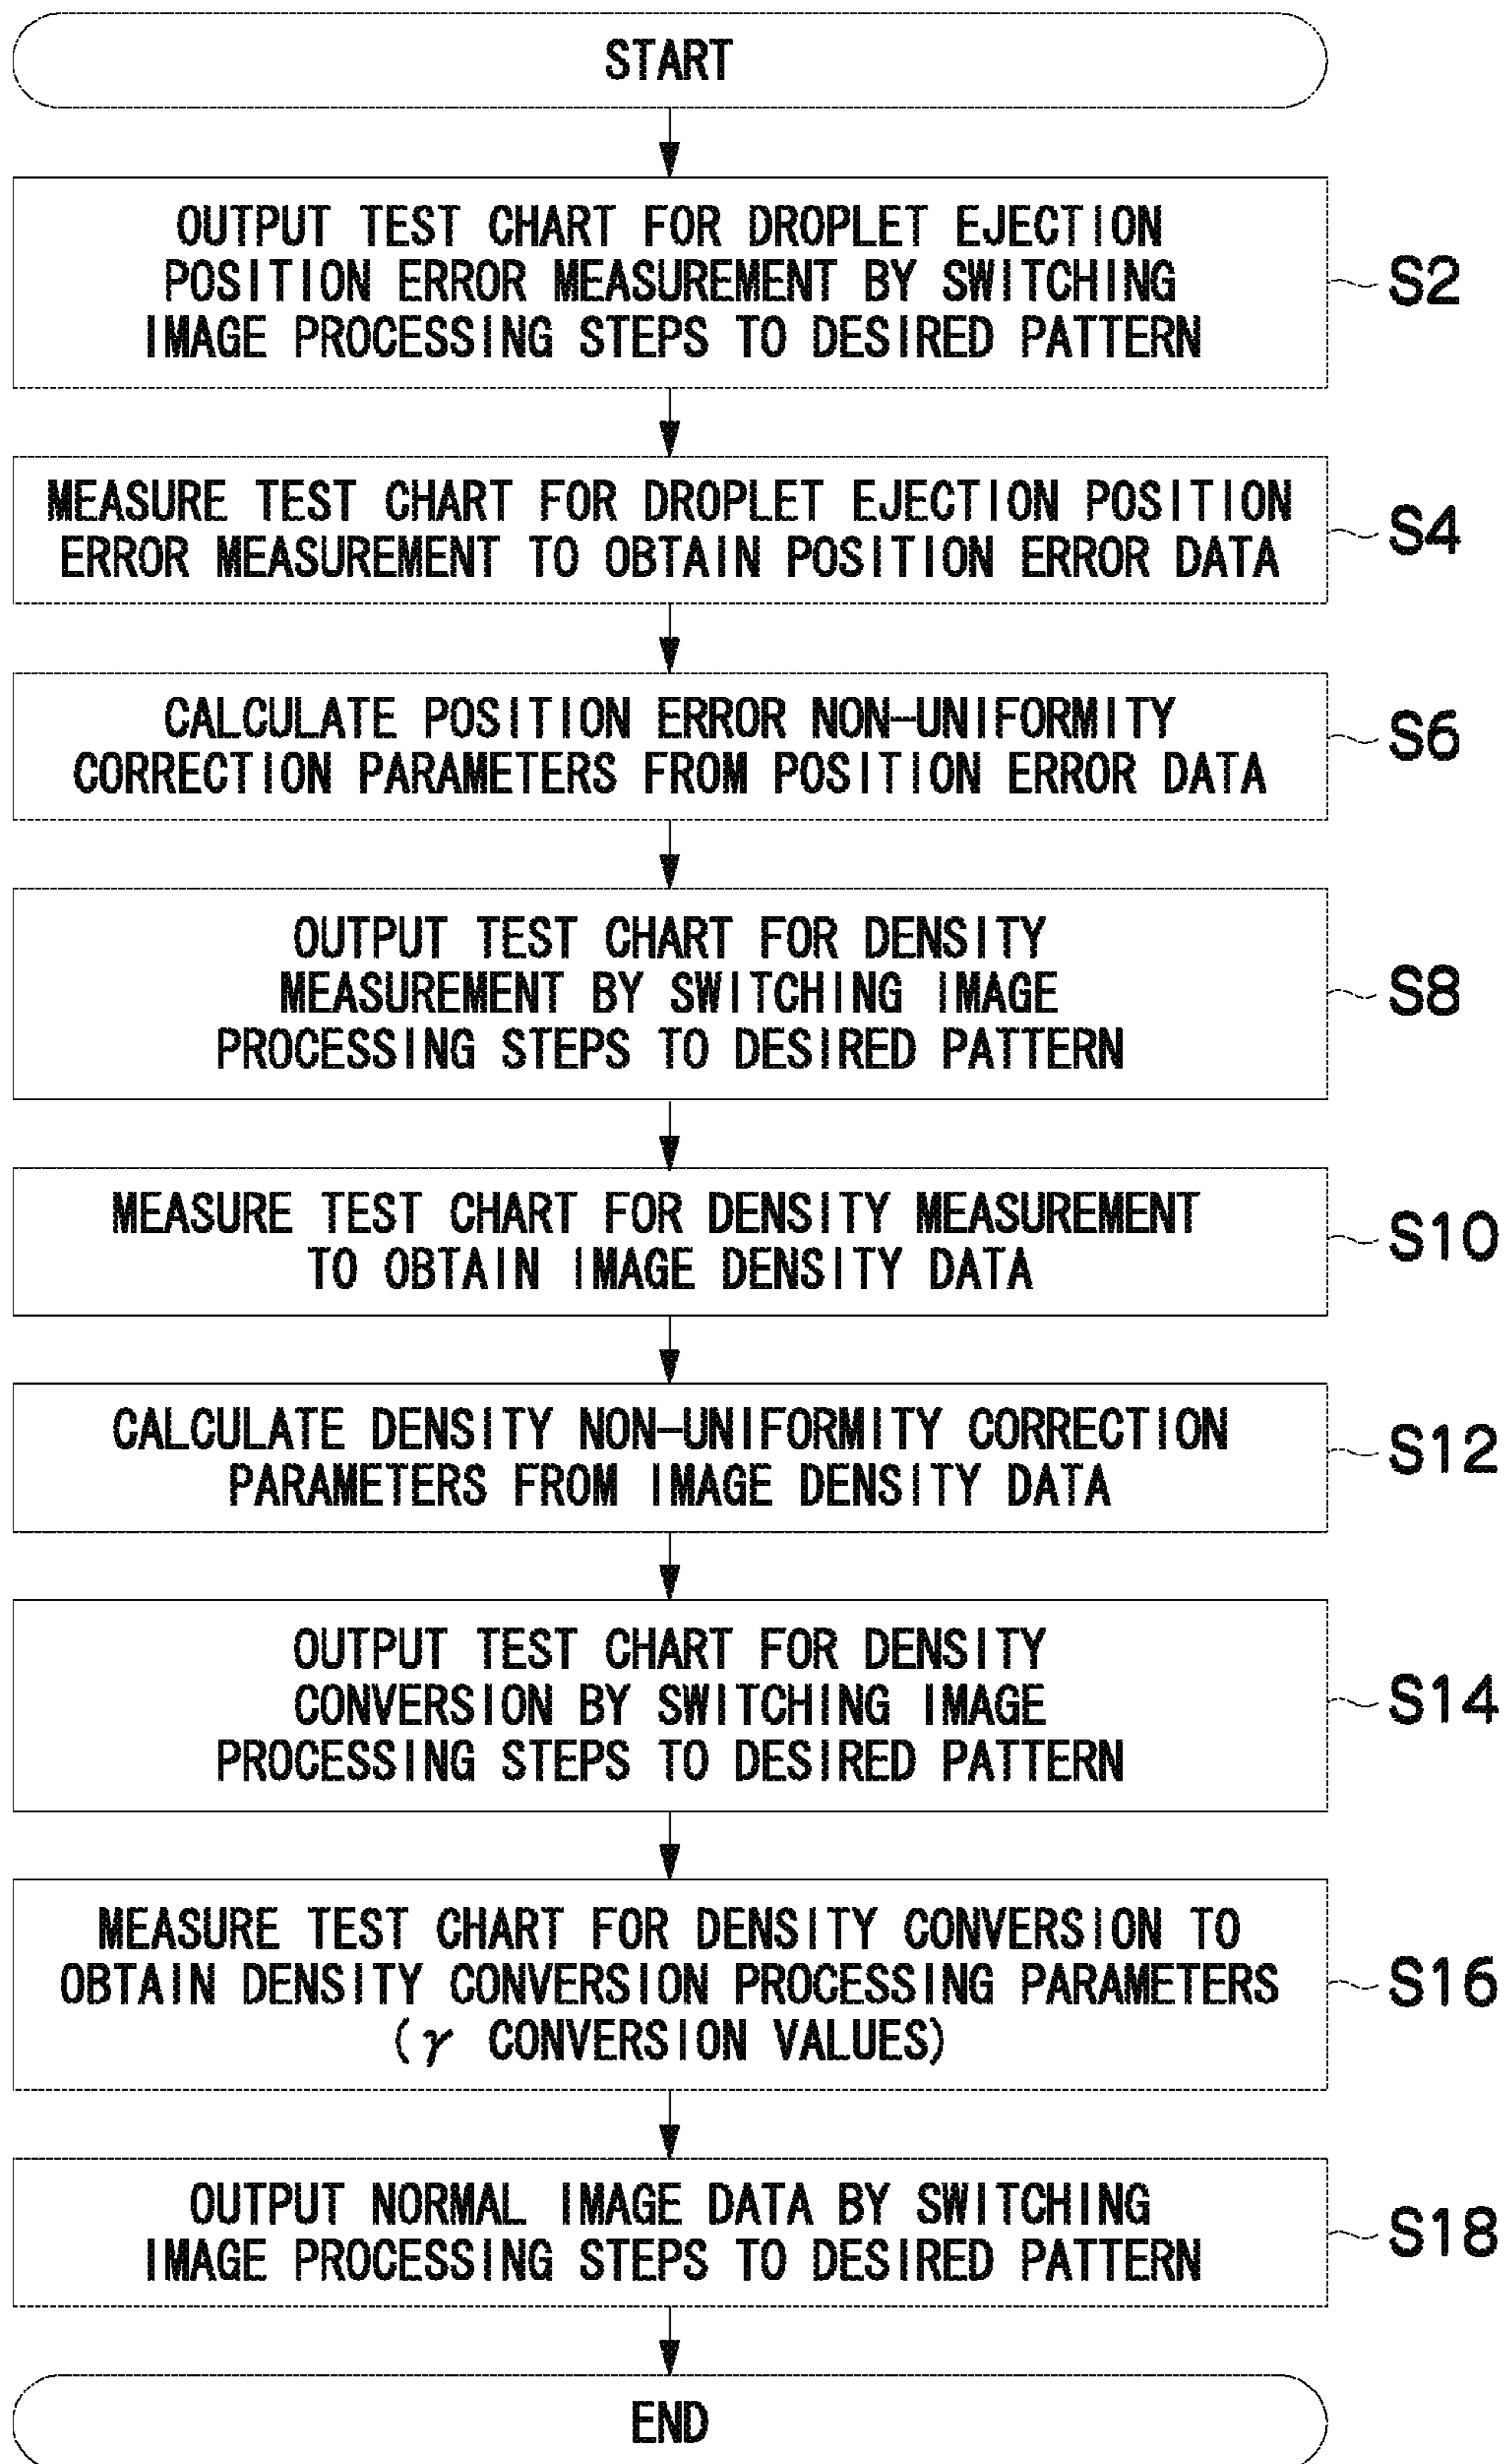 START
OUTPUT TEST CHART FOR DROPLET EJECTION
POSITION ERROR MEASUREMENT BY SWITCHING
IMAGE PROCESSING STEPS TO DESIRED PATTERN
S2
MEASURE TEST CHART FOR DROPLET EJECTION POSITION
ERROR MEASUREMENT TO OBTAIN POSITION ERROR DATA
S4
CALCULATE POSITION ERROR NON-UNIFORMITY
CORRECTION PARAMETERS FROM POSITION ERROR DATA
S6
OUTPUT TEST CHART FOR DENSITY
MEASUREMENT BY SWITCHING IMAGE
PROCESSING STEPS TO DESIRED PATTERN
S8
MEASURE TEST CHART FOR DENSITY MEASUREMENT
TO OBTAIN IMAGE DENSITY DATA
S10
CALCULATE DENSITY NON-UNIFORMITY CORRECTION
PARAMETERS FROM IMAGE DENSITY DATA
S12
OUTPUT TEST CHART FOR DENSITY
CONVERSION BY SWITCHING IMAGE
PROCESSING STEPS TO DESIRED PATTERN
S14
MEASURE TEST CHART FOR DENSITY CONVERSION TO
OBTAIN DENSITY CONVERSION PROCESSING PARAMETERS
(γ CONVERSION VALUES)
S16
OUTPUT NORMAL IMAGE DATA BY SWITCHING
IMAGE PROCESSING STEPS TO DESIRED PATTERN
S18
END